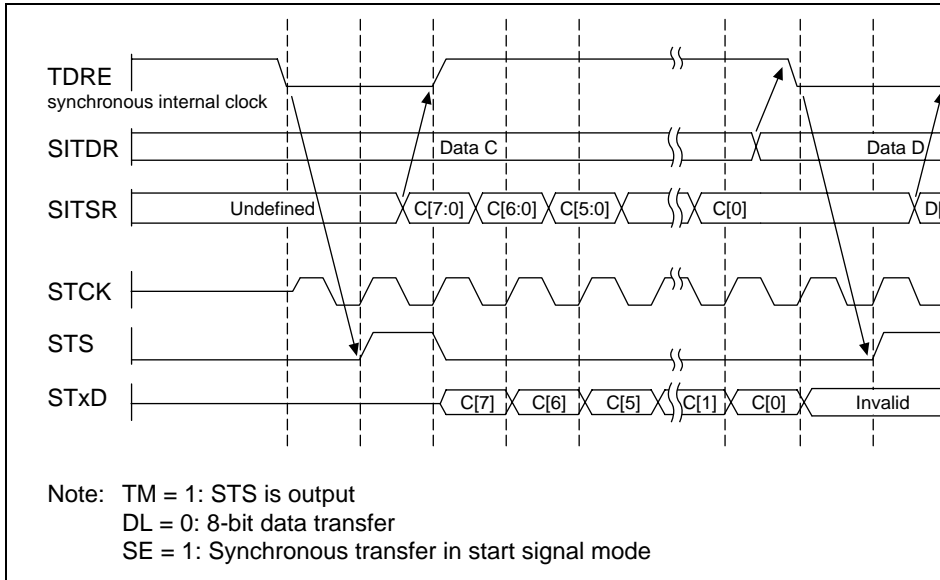 TDRE
synchronous internal clock
SITDR Data C Data D
SITSR Undefined C[7:0] C[6:0] C[5:0] C[0] D[
STCK
STS
STxD C[7] C[6] C[5] C[1] C[0] Invalid
Note: TM = 1: STS is output
DL = 0: 8-bit data transfer
SE = 1: Synchronous transfer in start signal mode